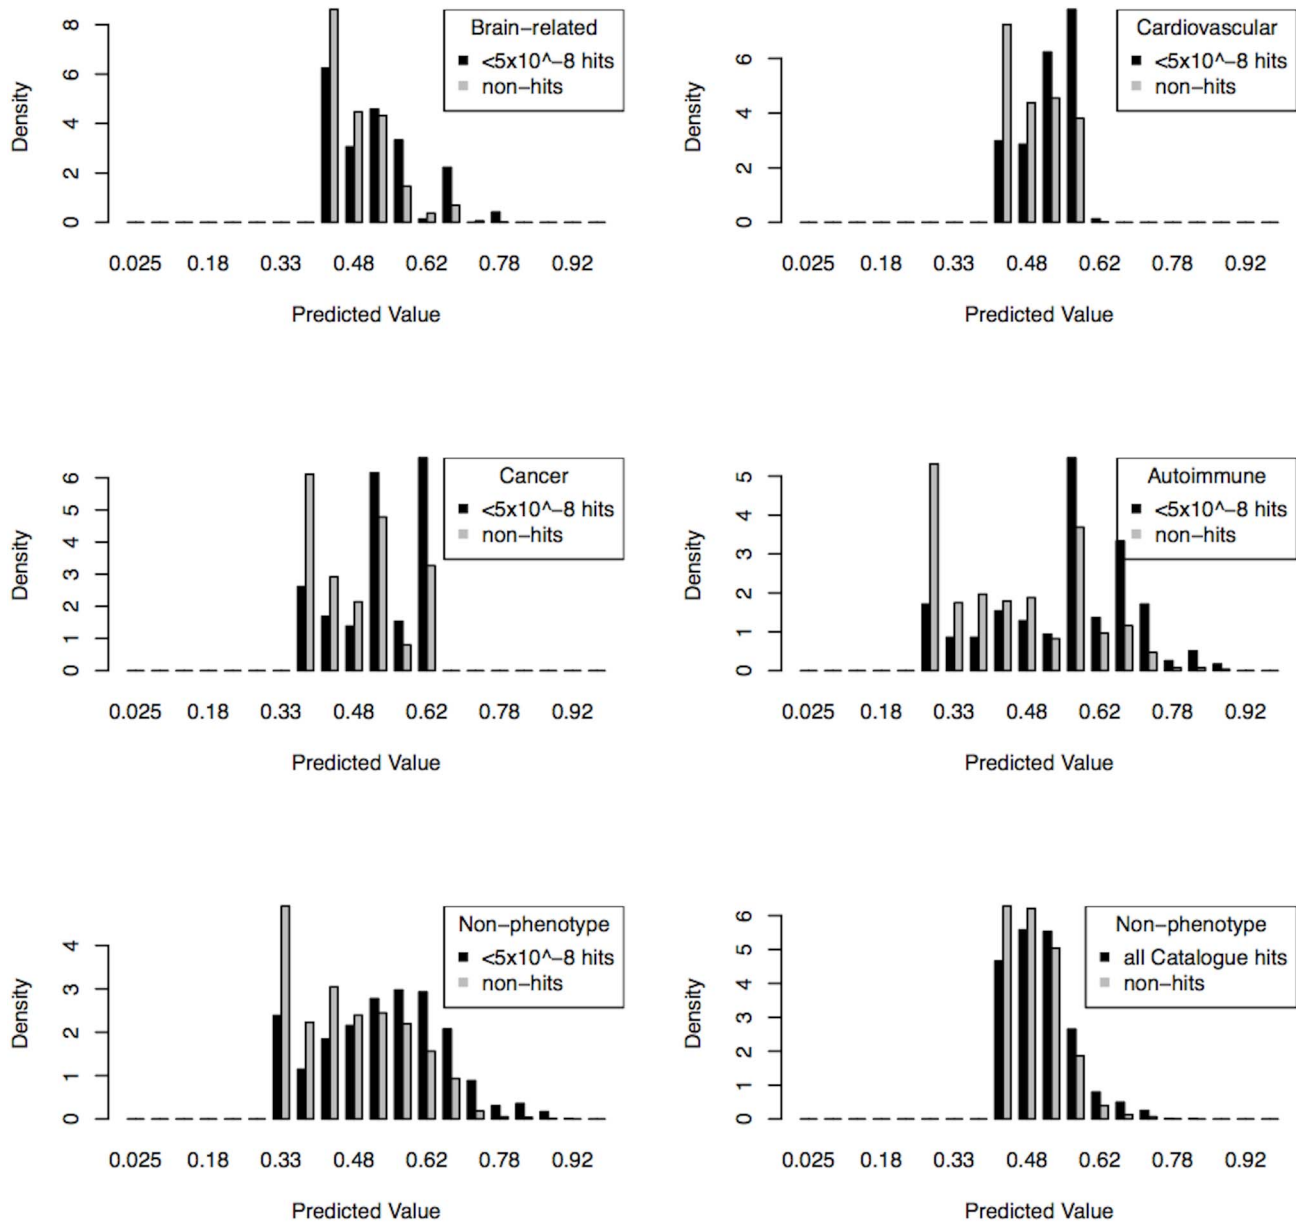 Brain−related
<5x10^−8 hits
non−hits
Density
0 2 4 6 8
0.025 0.18 0.33 0.48 0.62 0.78 0.92
Predicted Value
Cardiovascular
<5x10^−8 hits
non−hits
Density
0 2 4 6
0.025 0.18 0.33 0.48 0.62 0.78 0.92
Predicted Value
Cancer
<5x10^−8 hits
non−hits
Density
0 1 2 3 4 5 6
0.025 0.18 0.33 0.48 0.62 0.78 0.92
Predicted Value
Autoimmune
<5x10^−8 hits
non−hits
Density
0 1 2 3 4 5
0.025 0.18 0.33 0.48 0.62 0.78 0.92
Predicted Value
Non−phenotype
<5x10^−8 hits
non−hits
Density
0 1 2 3 4
0.025 0.18 0.33 0.48 0.62 0.78 0.92
Predicted Value
Non−phenotype
all Catalogue hits
non−hits
Density
0 1 2 3 4 5 6
0.025 0.18 0.33 0.48 0.62 0.78 0.92
Predicted Value